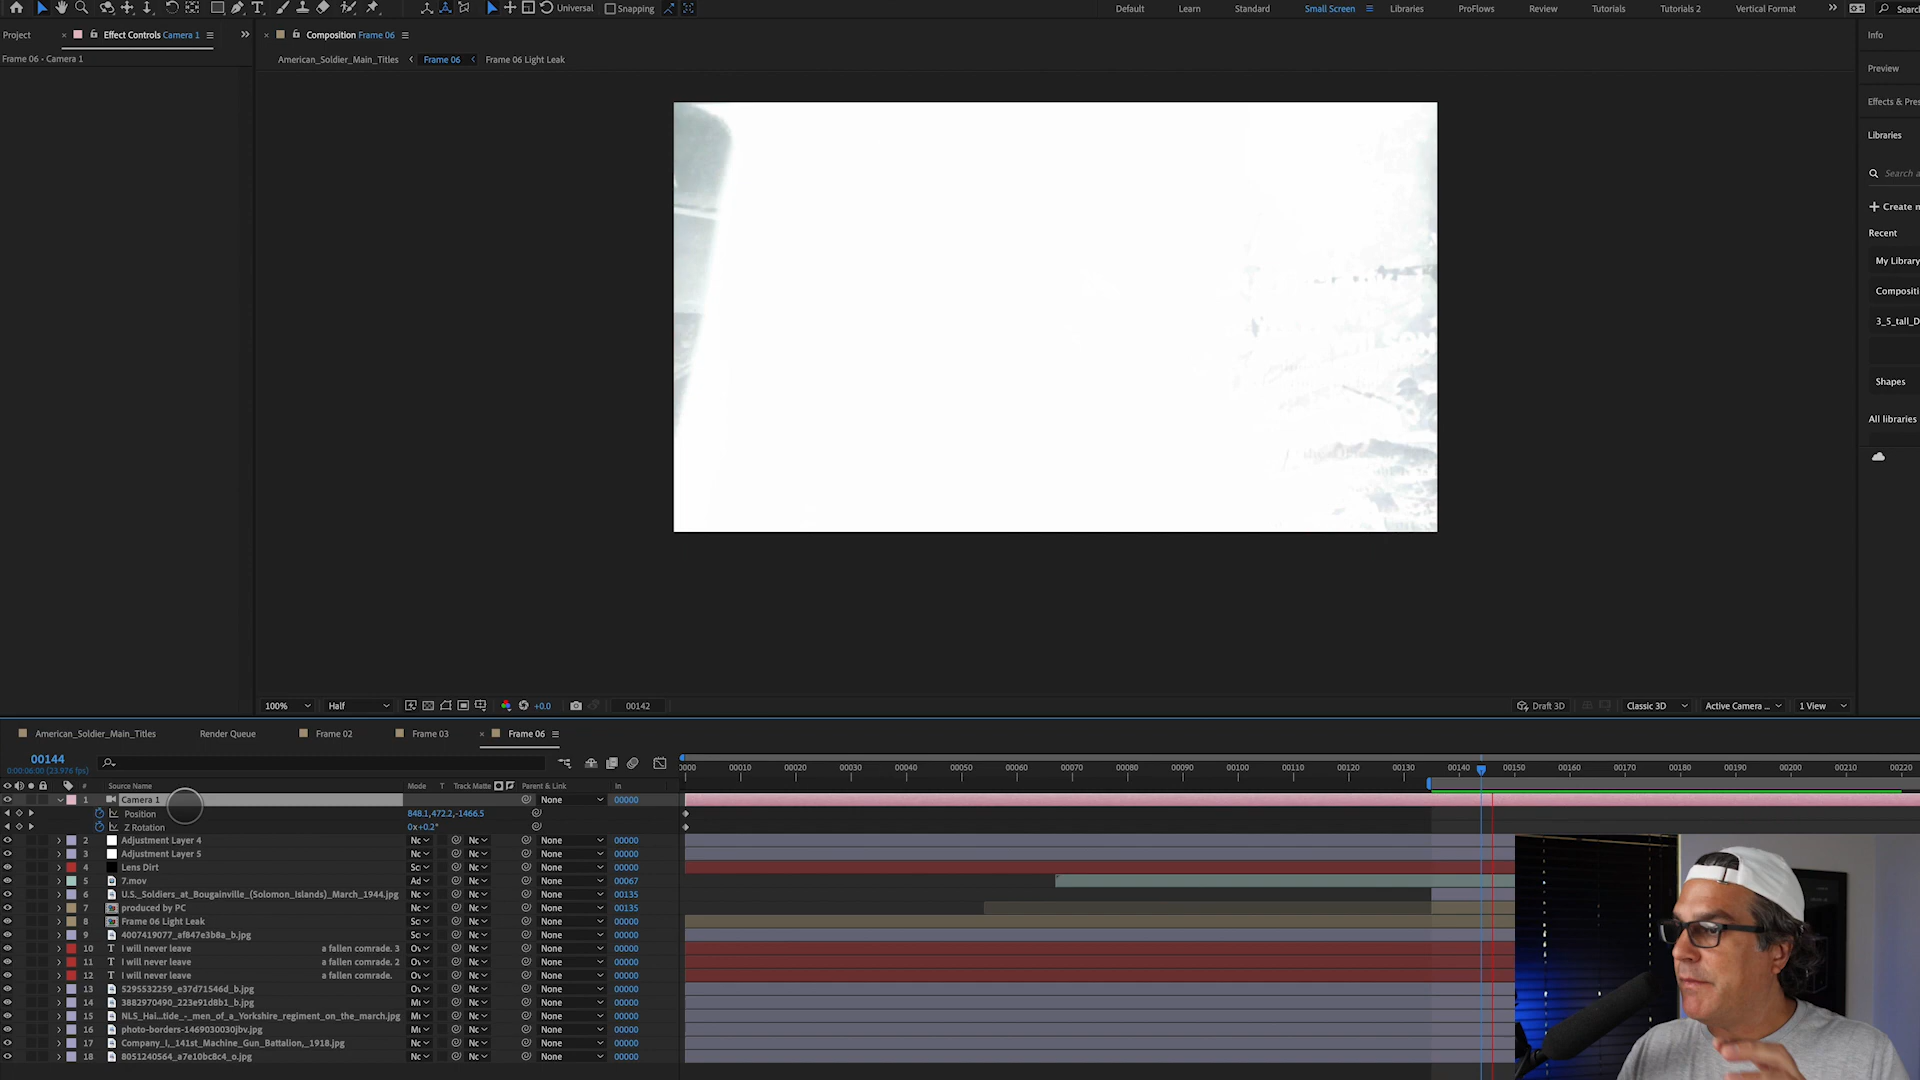 Universal Snapping Default Learn Standard Small Screen Libraries ProFlows Review Tutorials Tutorials 2 Vertical Format
Project Effect Controls Camera 1 Composition Frame 06 Info
Frame 06 • Camera 1 American_Soldier_Main_Titles Frame 06 Frame 06 Light Leak
Preview
Effects & Pres
Libraries
Search a
Create n
Recent
My Library
Compositi
3_5_tall_D
Shapes
All libraries
100% Half +0.0 00142 Draft 3D Classic 3D Active Camera ... 1 View
American_Soldier_Main_Titles Render Queue Frame 02 Frame 03 Frame 06
00144
0:00:06:00 (23.976 fps)
0000 00010 00020 00030 00040 00050 00060 00070 00080 00090 00100 00110 00120 00130 00140 00150 00160 00170 00180 00190 00200 00210 00220
# Source Name Mode T Track Matte Parent & Link In
1 Camera 1 None 00000
Position 848.1,472.2,-1466.5
Z Rotation 0x+0.2°
2 Adjustment Layer 4 Nc Nc None 00000
3 Adjustment Layer 5 Nc Nc None 00000
4 Lens Dirt Sc Nc None 00000
5 7.mov Ad Nc None 00067
6 U.S._Soldiers_at_Bougainville_(Solomon_Islands)_March_1944.jpg Nc Nc None 00135
7 produced by PC Nc Nc None 00135
8 Frame 06 Light Leak Sc Nc None 00000
9 4007419077_af847e3b8a_b.jpg Sc Nc None 00000
10 T I will never leave a fallen comrade. 3 Ov Nc None 00000
11 T I will never leave a fallen comrade. 2 Ov Nc None 00000
12 T I will never leave a fallen comrade. Ov Nc None 00000
13 5295532259_e37d71546d_b.jpg Ov Nc None 00000
14 3882970490_223e91d8b1_b.jpg Mu Nc None 00000
15 NLS_Hai...tide_-_men_of_a_Yorkshire_regiment_on_the_march.jpg Mu Nc None 00000
16 photo-borders-1469030030jbv.jpg Mu Nc None 00000
17 Company_I,_141st_Machine_Gun_Battalion,_1918.jpg Mu Nc None 00000
18 8051240564_a7e10bc8c4_o.jpg Nc Nc None 00000